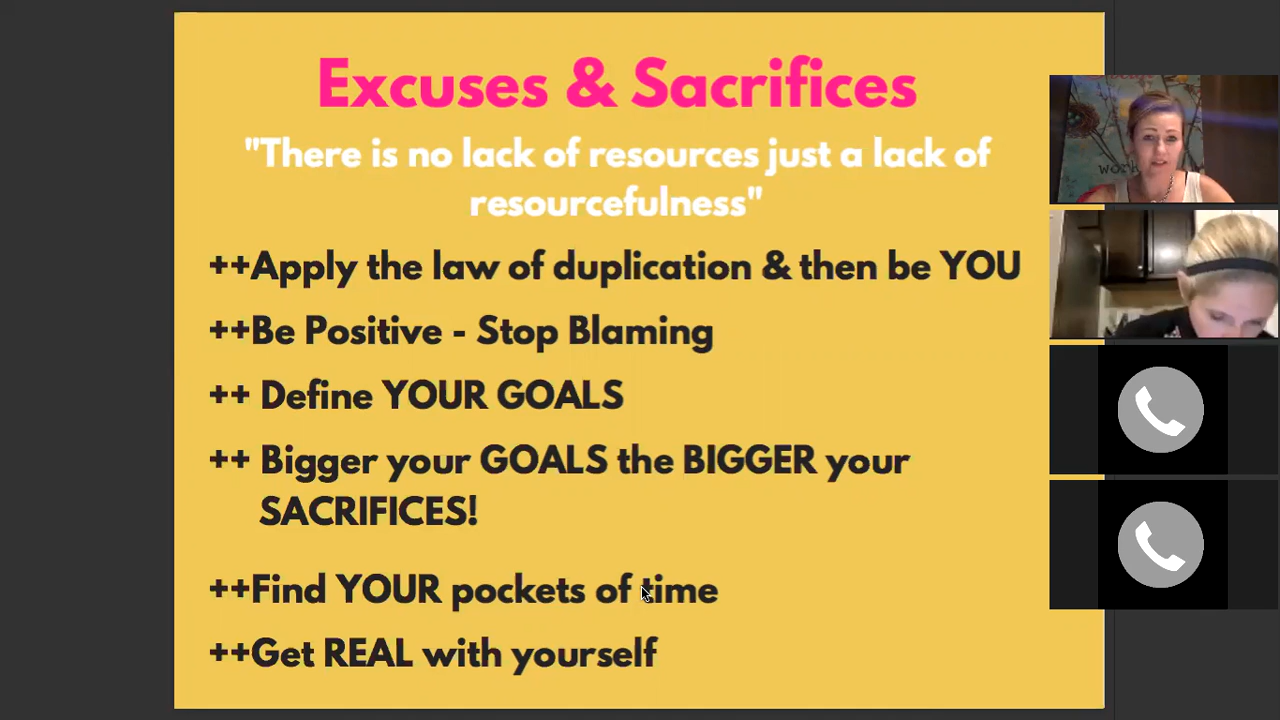 Excuses & Sacrifices
"There is no lack of resources just a lack of
resourcefulness"
++Apply the law of duplication & then be YOU
++Be Positive - Stop Blaming
++ Define YOUR GOALS
++ Bigger your GOALS the BIGGER your
SACRIFICES!
++Find YOUR pockets of time
++Get REAL with yourself